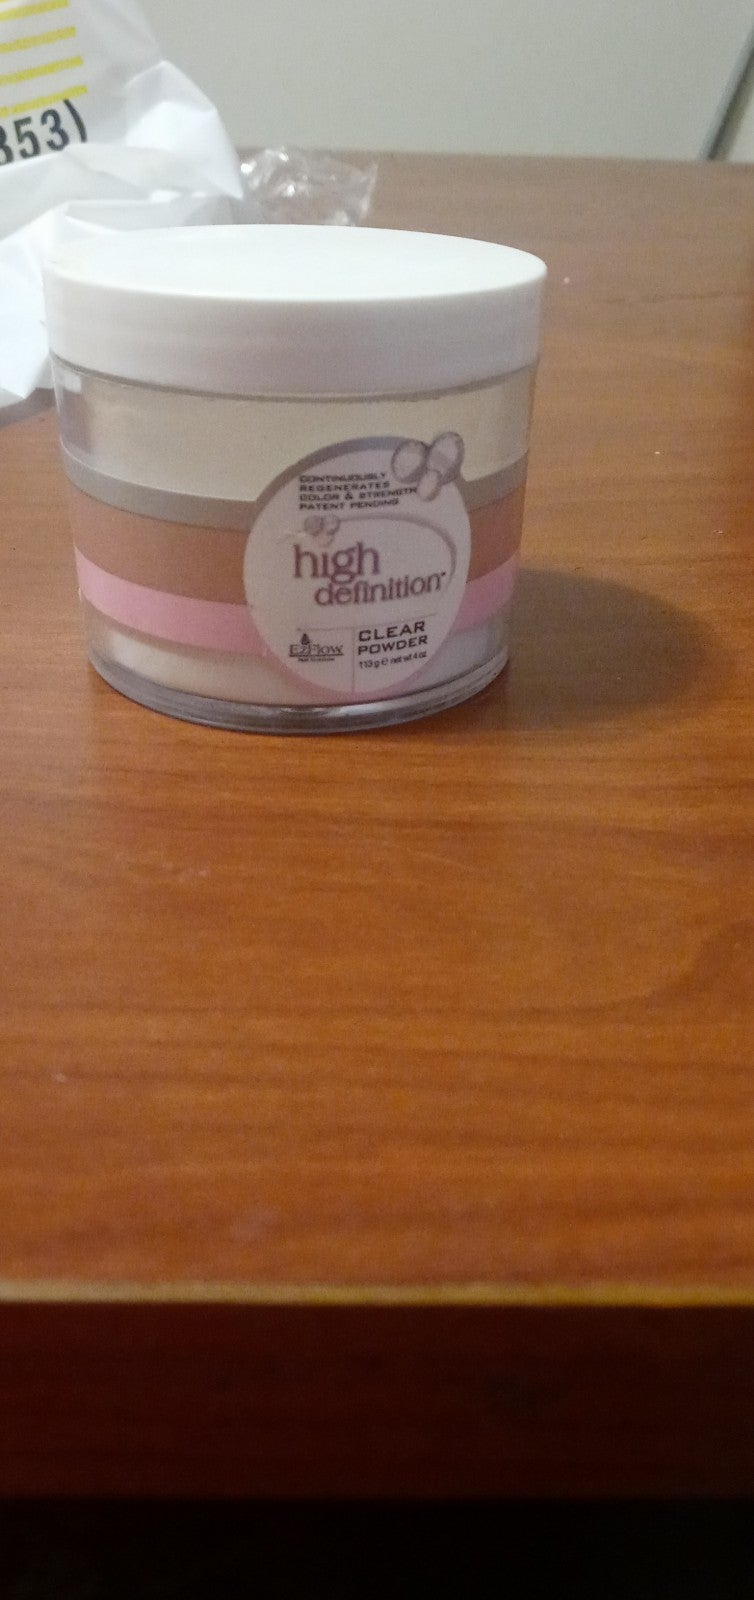 353)
CONTINUOUSLY
REGENERATES
COLOR & STRENGTH
PATENT PENDING
high
definition
EzFlow
CLEAR
POWDER
113 g e net wt 4 oz